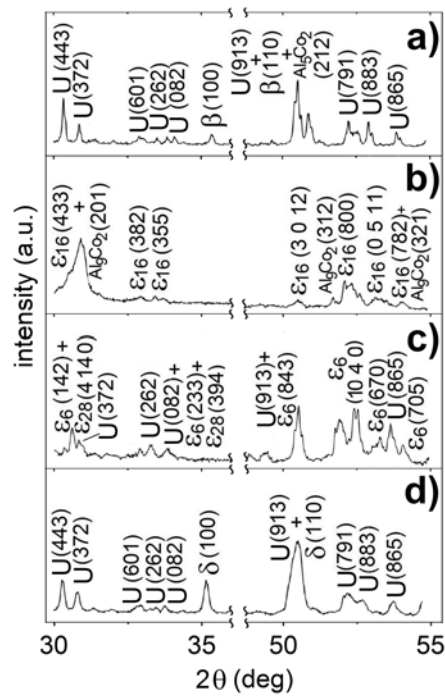 a)
U(443)
U(372)
U(601)
U(262)
U(082)
β(100)
U(913)
+
β(110)
+
Al₅Co₂
(212)
U(791)
U(883)
U(865)
b)
ε₁₆(433)
+
Al₉Co₂(201)
ε₁₆(382)
ε₁₆(355)
ε₁₆(3 0 12)
Al₉Co₂(312)
ε₁₆(800)
ε₁₆(0 5 11)
ε₁₆(782)+
Al₉Co₂(321)
c)
ε₆(142)+
ε₂₈(4 14 0)
U(372)
U(262)
U(082)+
ε₆(233)+
ε₂₈(394)
U(913)+
ε₆(843)
ε₆
(10 4 0)
ε₆(670)
U(865)
ε₆(705)
d)
U(443)
U(372)
U(601)
U(262)
U(082)
δ(100)
U(913)
+
δ(110)
U(791)
U(883)
U(865)
intensity (a.u.)
30 35 50 55
2θ (deg)